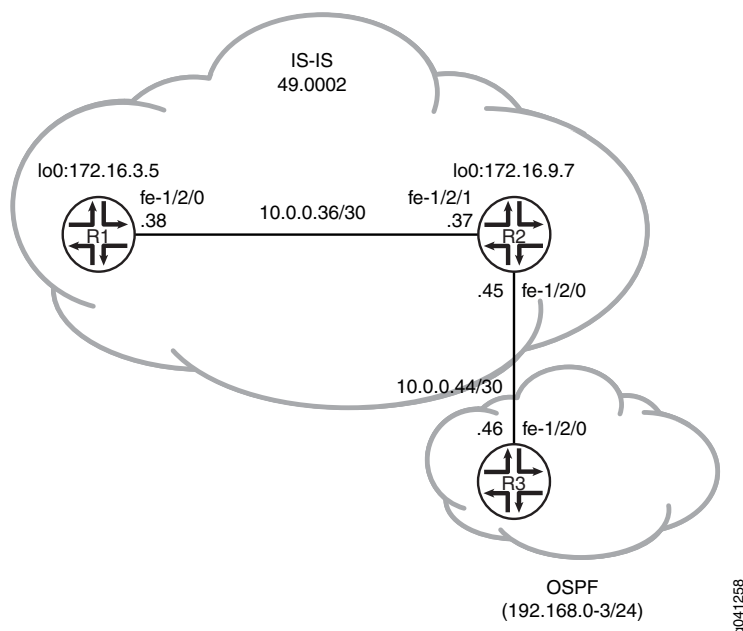 IS-IS
49.0002
lo0:172.16.3.5
lo0:172.16.9.7
fe-1/2/0
fe-1/2/1
10.0.0.36/30
.38
.37
R1
R2
.45 fe-1/2/0
10.0.0.44/30
.46 fe-1/2/0
R3
OSPF
(192.168.0-3/24)
g041258